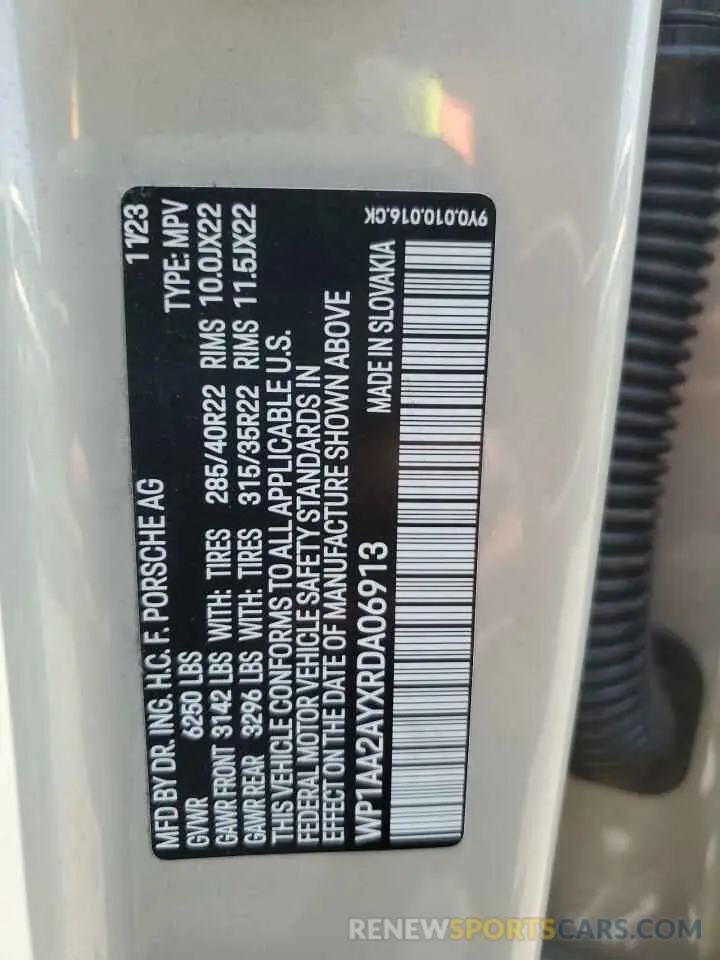 MFD BY DR. ING. H.C. F. PORSCHE AG 11/23
GVWR 6250 LBS TYPE: MPV
GAWR FRONT 3142 LBS WITH: TIRES 285/40R22 RIMS 10.0JX22
GAWR REAR 3296 LBS WITH: TIRES 315/35R22 RIMS 11.5JX22
THIS VEHICLE CONFORMS TO ALL APPLICABLE U.S.
FEDERAL MOTOR VEHICLE SAFETY STANDARDS IN
EFFECT ON THE DATE OF MANUFACTURE SHOWN ABOVE
WP1AA2AYXRDA06913 MADE IN SLOVAKIA
9Y0.010.016.CK
RENEWSPORTSCARS.COM